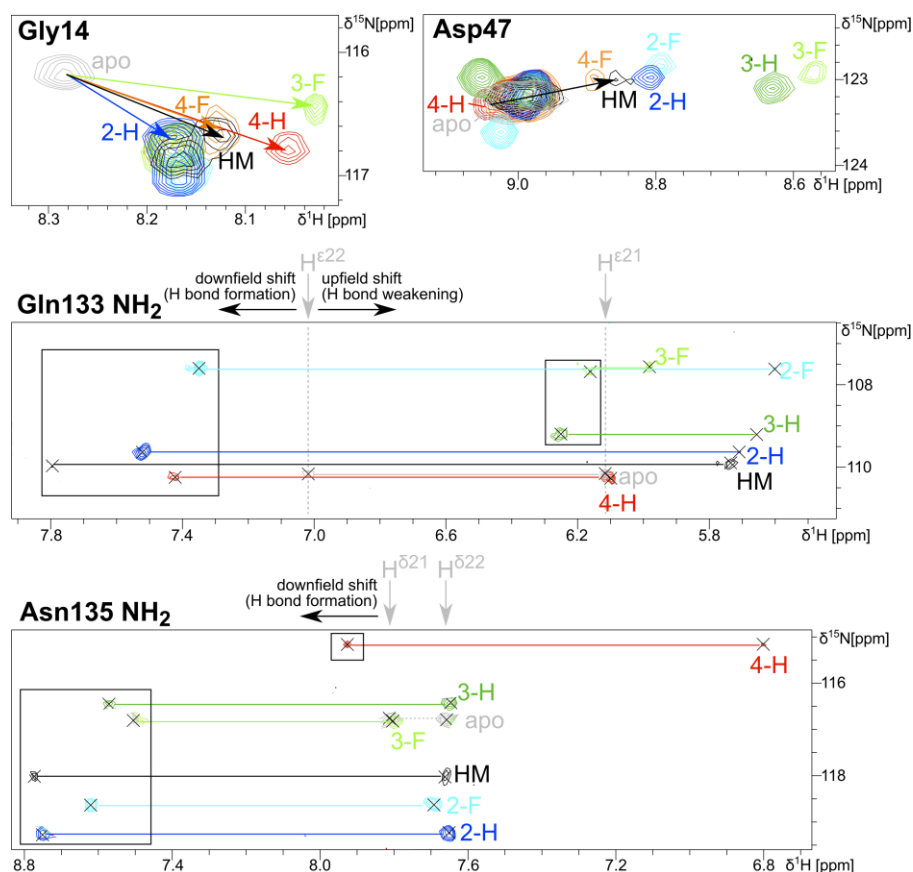 Gly14
δ15N [ppm]
apo
116
3-F
4-F
2-H
4-H
HM
117
8.3
8.2
8.1
δ1H [ppm]
Asp47
δ15N [ppm]
4-F
2-F
3-H
3-F
123
4-H
HM
2-H
apo
124
9.0
8.8
8.6
δ1H [ppm]
Hε22
Hε21
downfield shift
(H bond formation)
upfield shift
(H bond weakening)
Gln133 NH2
δ15N[ppm]
3-F
2-F
108
3-H
2-H
110
apo
HM
4-H
7.8
7.4
7.0
6.6
6.2
5.8
δ1H [ppm]
Hδ21
Hδ22
downfield shift
(H bond formation)
Asn135 NH2
δ15N[ppm]
4-H
116
3-H
apo
3-F
HM
118
2-F
2-H
8.8
8.4
8.0
7.6
7.2
6.8
δ1H [ppm]